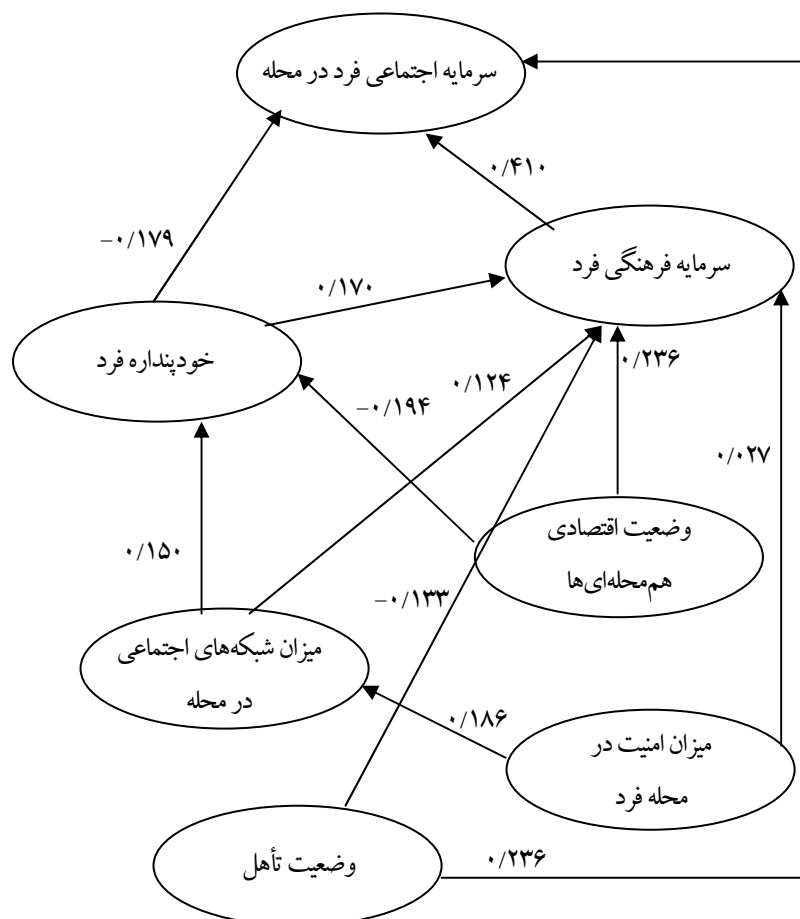 سرمایه اجتماعی فرد در محله
۰/۴۱۰
–۰/۱۷۹
سرمایه فرهنگی فرد
۰/۱۷۰
خودپنداره فرد
۰/۲۳۶
۰/۱۲۴
–۰/۱۹۴
۰/۰۲۷
وضعیت اقتصادی
هم‌محله‌ای‌ها
۰/۱۵۰
–۰/۱۳۳
میزان شبکه‌های اجتماعی
در محله
۰/۱۸۶
میزان امنیت در
محله فرد
وضعیت تأهل
۰/۲۳۶